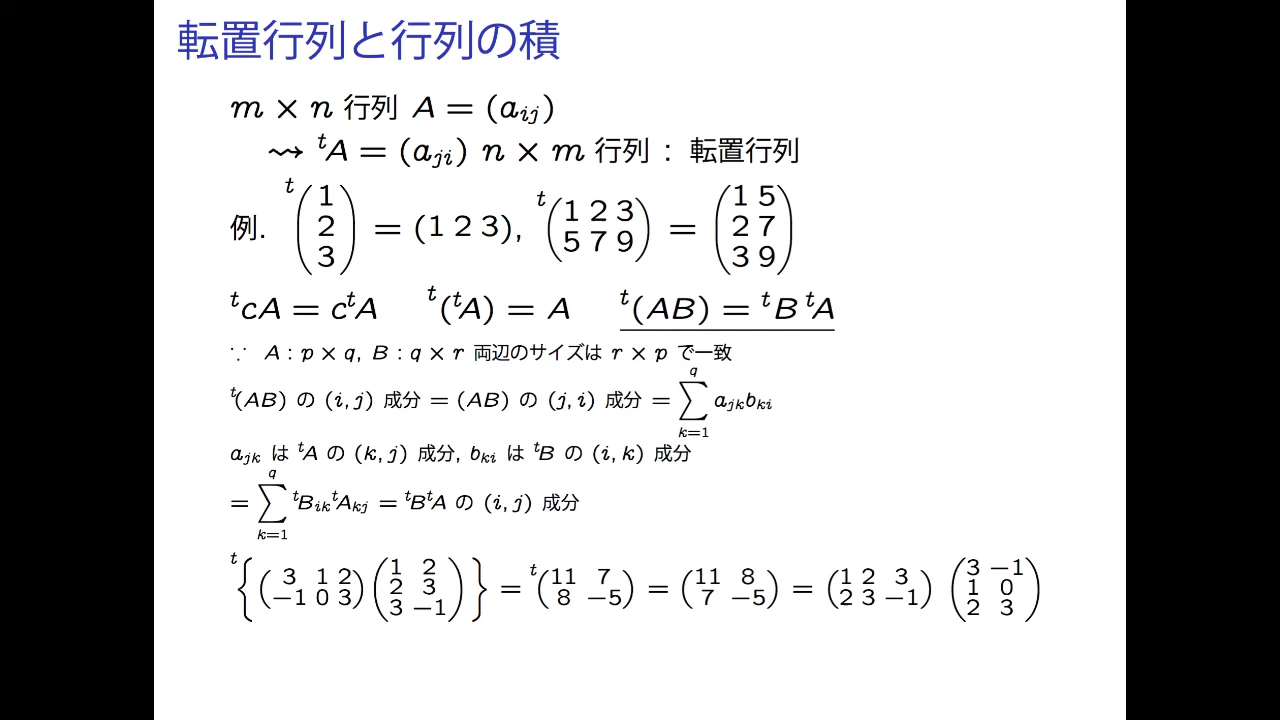 転置行列と行列の積
m × n 行列 A = (a_{ij})
⇝ ᵗA = (a_{ji}) n × m 行列 : 転置行列
例. ᵗ(1 ; 2 ; 3) = (1 2 3), ᵗ(1 2 3 ; 5 7 9) = (1 5 ; 2 7 ; 3 9)
ᵗcA = cᵗA ᵗ(ᵗA) = A ᵗ(AB) = ᵗB ᵗA
∵ A : p × q, B : q × r 両辺のサイズは r × p で一致
ᵗ(AB) の (i, j) 成分 = (AB) の (j, i) 成分 = ∑_{k=1}^{q} a_{jk}b_{ki}
a_{jk} は ᵗA の (k, j) 成分, b_{ki} は ᵗB の (i, k) 成分
= ∑_{k=1}^{q} ᵗB_{ik}ᵗA_{kj} = ᵗBᵗA の (i, j) 成分
ᵗ{(3 1 2 ; −1 0 3)(1 2 ; 2 3 ; 3 −1)} = ᵗ(11 7 ; 8 −5) = (11 8 ; 7 −5) = (1 2 3 ; 2 3 −1) (3 −1 ; 1 0 ; 2 3)